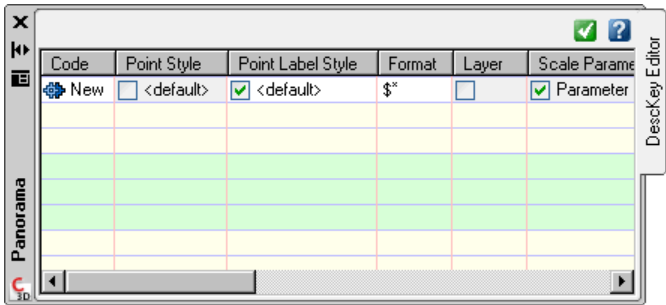 Code Point Style Point Label Style Format Layer Scale Parame
New <default> <default> $* Parameter
DescKey Editor
Panorama
C 3D